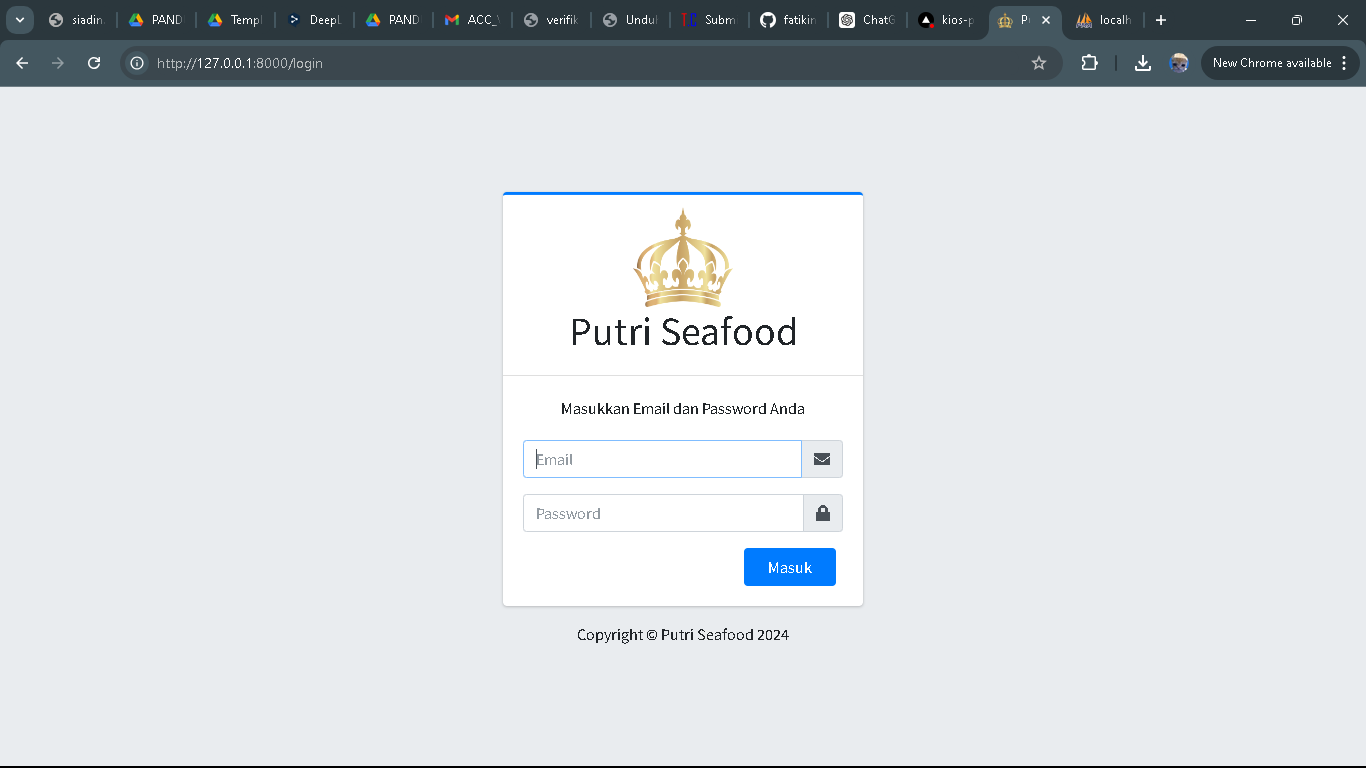 siadin.
PAND
Templ
DeepL
PAND
ACC_
verifik
Undul
T.C Subm
fatikin
ChatG
kios-p
localh
http://127.0.0.1:8000/login
New Chrome available
Putri Seafood
Masukkan Email dan Password Anda
Email
Password
Masuk
Copyright © Putri Seafood 2024